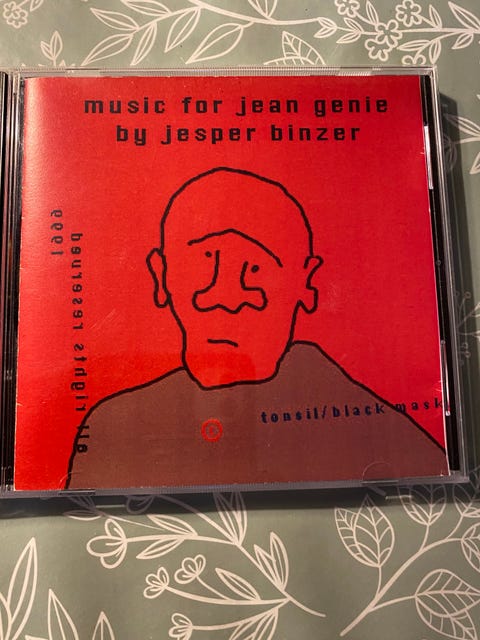 music for jean genie
by jesper binzer
1999
all rights reserved
tonsil/black mask